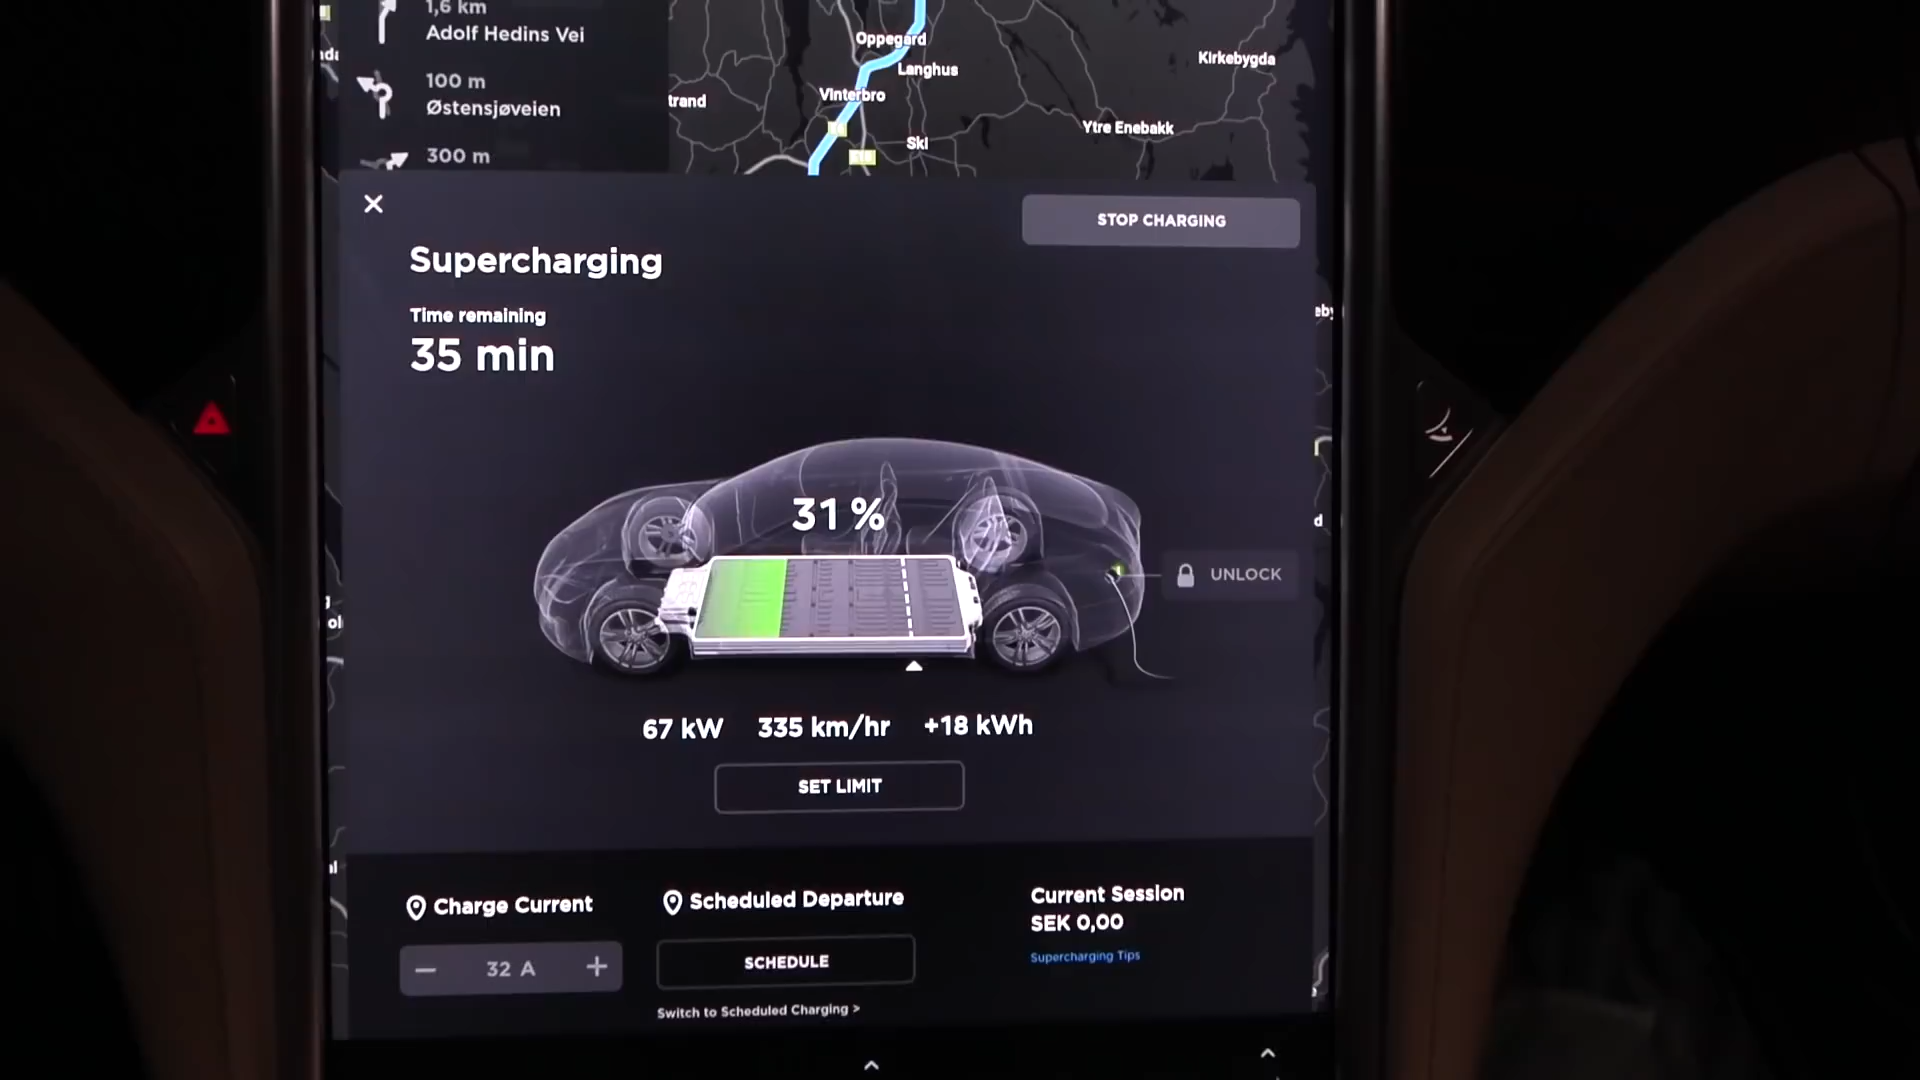 1,6 km
Adolf Hedins Vei
100 m
Østensjøveien
300 m
Oppegard
Langhus
Kirkebygda
Vinterbro
trand
Ytre Enebakk
Ski
STOP CHARGING
Supercharging
Time remaining
35 min
31 %
UNLOCK
67 kW 335 km/hr +18 kWh
SET LIMIT
Charge Current
Scheduled Departure
Current Session
SEK 0,00
32 A
SCHEDULE
Supercharging Tips
Switch to Scheduled Charging >